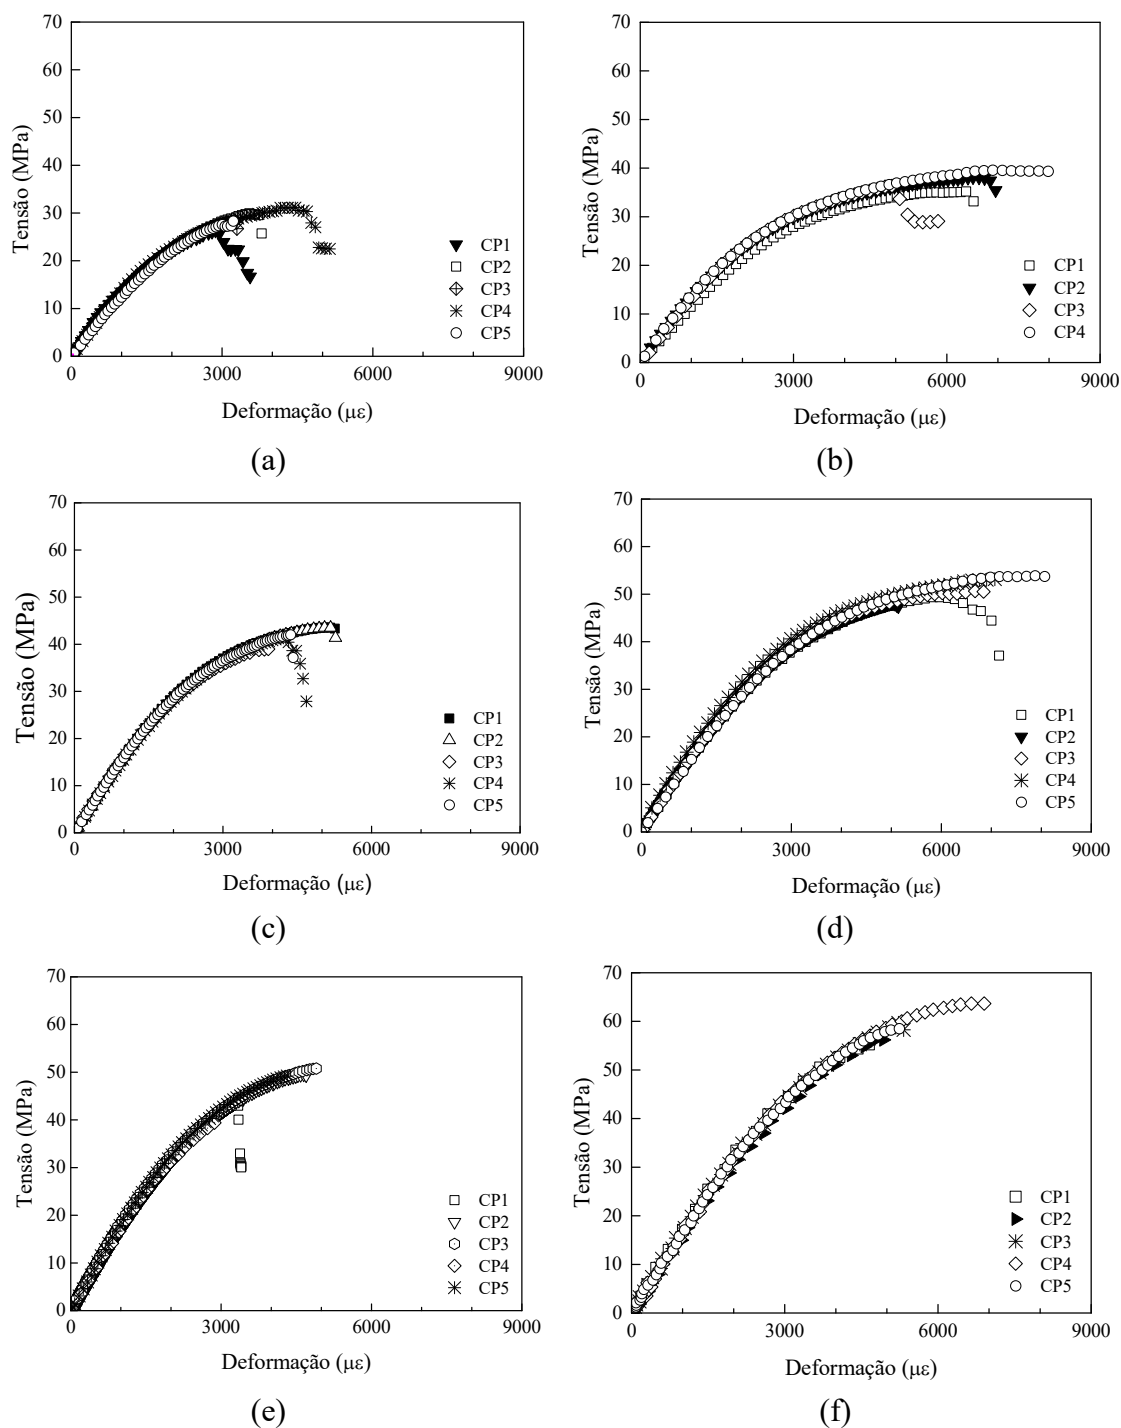 70
60
50
40
30
20
10
0
Tensão (MPa)
CP1
CP2
CP3
CP4
CP5
0 3000 6000 9000
Deformação (με)
(a)
70
60
50
40
30
20
10
0
Tensão (MPa)
CP1
CP2
CP3
CP4
0 3000 6000 9000
Deformação (με)
(b)
70
60
50
40
30
20
10
0
Tensão (MPa)
CP1
CP2
CP3
CP4
CP5
0 3000 6000 9000
Deformação (με)
(c)
70
60
50
40
30
20
10
0
Tensão (MPa)
CP1
CP2
CP3
CP4
CP5
0 3000 6000 9000
Deformação (με)
(d)
70
60
50
40
30
20
10
0
Tensão (MPa)
CP1
CP2
CP3
CP4
CP5
0 3000 6000 9000
Deformação (με)
(e)
70
60
50
40
30
20
10
0
Tensão (MPa)
CP1
CP2
CP3
CP4
CP5
0 3000 6000 9000
Deformação (με)
(f)